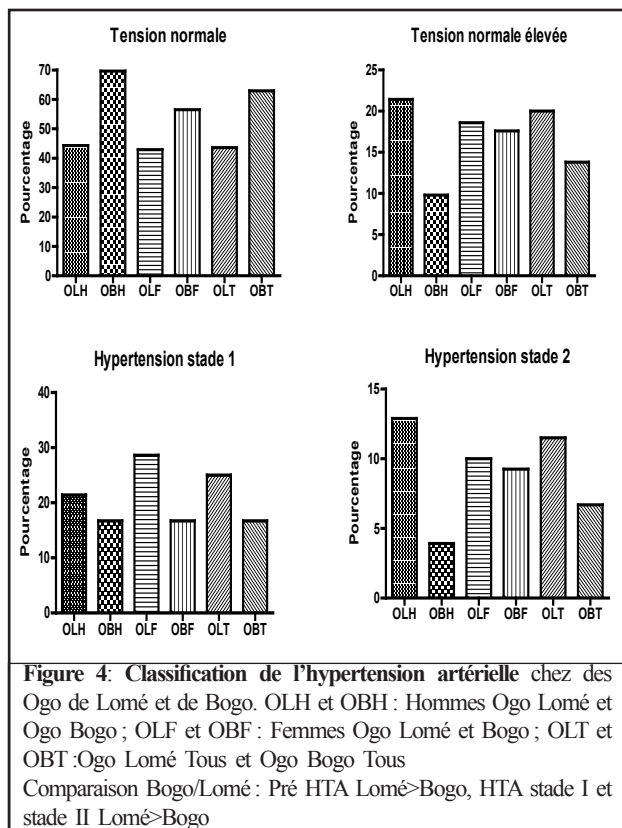 Tension normale
Pourcentage
70
60
50
40
30
20
10
0
OLH OBH OLF OBF OLT OBT
Tension normale élevée
Pourcentage
25
20
15
10
5
0
OLH OBH OLF OBF OLT OBT
Hypertension stade 1
Pourcentage
40
30
20
10
0
OLH OBH OLF OBF OLT OBT
Hypertension stade 2
Pourcentage
15
10
5
0
OLH OBH OLF OBF OLT OBT
Figure 4: Classification de l'hypertension artérielle chez des
Ogo de Lomé et de Bogo. OLH et OBH : Hommes Ogo Lomé et
Ogo Bogo ; OLF et OBF : Femmes Ogo Lomé et Bogo ; OLT et
OBT :Ogo Lomé Tous et Ogo Bogo Tous
Comparaison Bogo/Lomé : Pré HTA Lomé>Bogo, HTA stade I et
stade II Lomé>Bogo